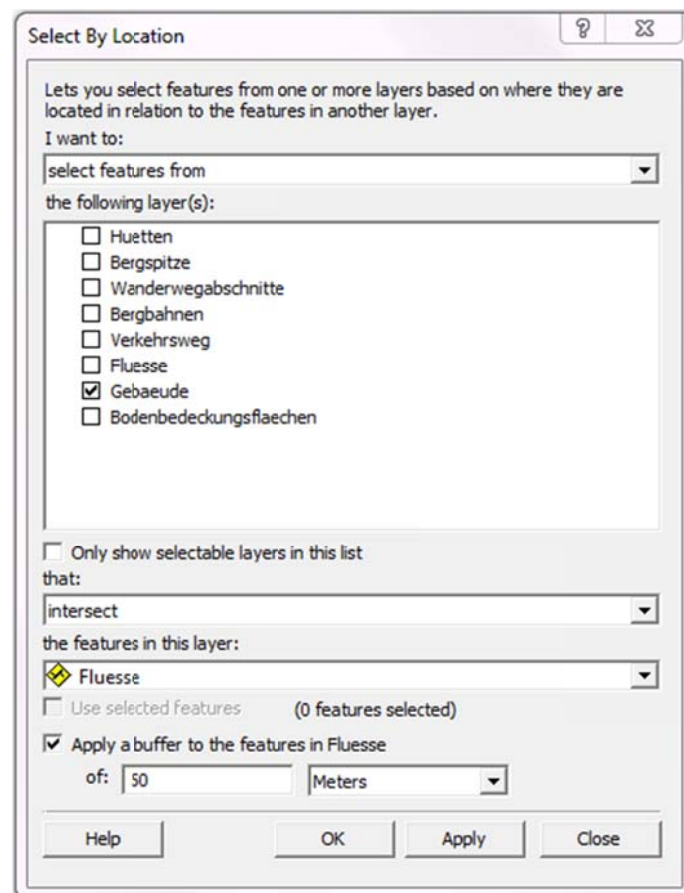 Select By Location
Lets you select features from one or more layers based on where they are
located in relation to the features in another layer.
I want to:
select features from
the following layer(s):
Huetten
Bergspitze
Wanderwegabschnitte
Bergbahnen
Verkehrsweg
Fluesse
Gebaeude
Bodenbedeckungsflaechen
Only show selectable layers in this list
that:
intersect
the features in this layer:
Fluesse
Use selected features (0 features selected)
Apply a buffer to the features in Fluesse
of: 50 Meters
Help OK Apply Close